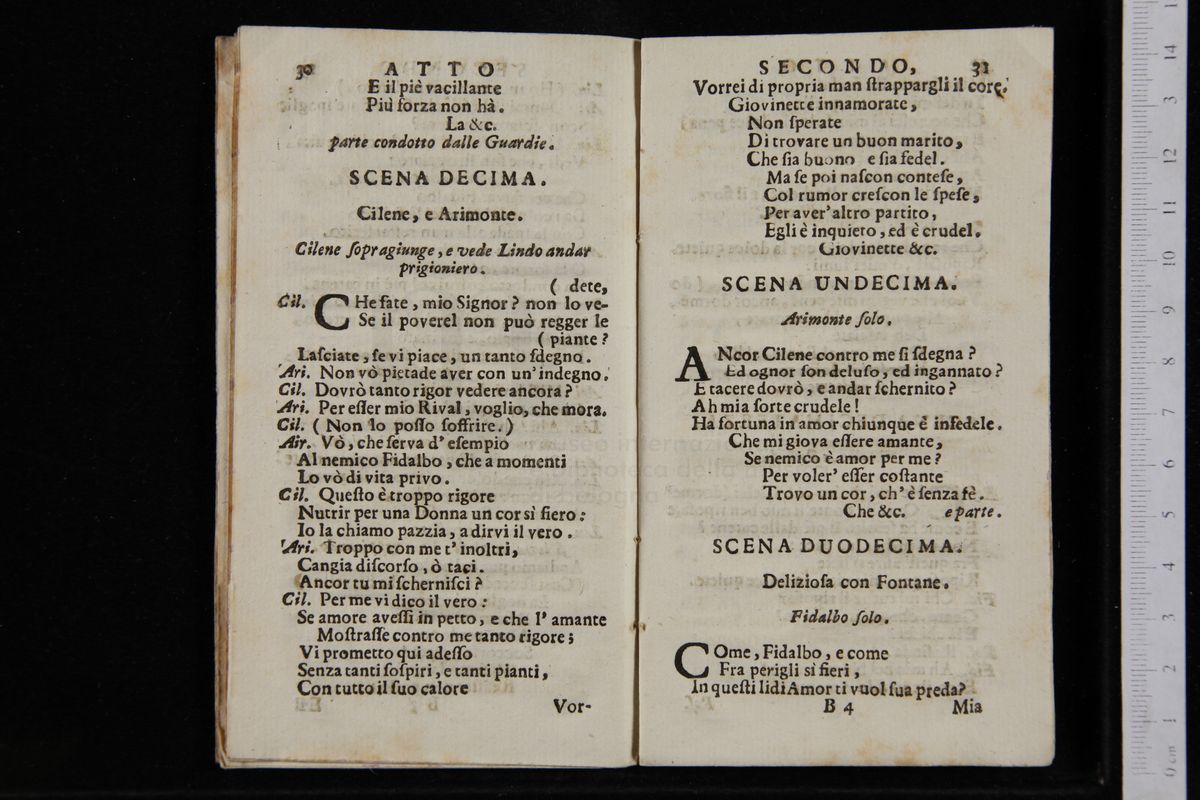 30 ATTO
E il piè vacillante
Più forza non hà.
La &c.
parte condotto dalle Guardie.
SCENA DECIMA.
Cilene, e Arimonte.
Cilene ſopragiunge, e vede Lindo andar
prigioniero.
( dete,
Cil. CHe fate, mio Signor? non lo ve-
Se il poverel non può regger le
( piante?
Laſciate, ſe vi piace, un tanto ſdegno.
Ari. Non vò pietade aver con un' indegno.
Cil. Dovrò tanto rigor vedere ancora?
Ari. Per eſſer mio Rival, voglio, che mora.
Cil. ( Non lo poſſo ſoffrire. )
Air. Vò, che ſerva d' eſempio
Al nemico Fidalbo, che a momenti
Lo vò di vita privo.
Cil. Queſto è troppo rigore
Nutrir per una Donna un cor sì fiero:
Io la chiamo pazzia, a dirvi il vero.
Ari. Troppo con me t' inoltri,
Cangia diſcorſo, ò taci.
Ancor tu mi ſcherniſci?
Cil. Per me vi dico il vero:
Se amore aveſſi in petto, e che l' amante
Moſtraſſe contro me tanto rigore;
Vi prometto qui adeſſo
Senza tanti ſoſpiri, e tanti pianti,
Con tutto il ſuo calore
Vor-
SECONDO, 31
Vorrei di propria man ſtrappargli il core.
Giovinette innamorate,
Non ſperate
Di trovare un buon marito,
Che ſia buono e ſia fedel.
Ma ſe poi naſcon conteſe,
Col rumor creſcon le ſpeſe,
Per aver' altro partito,
Egli è inquieto, ed è crudel.
Giovinette &c.
SCENA UNDECIMA.
Arimonte ſolo.
ANcor Cilene contro me ſi ſdegna?
Ed ognor ſon deluſo, ed ingannato?
E tacere dovrò, e andar ſchernito?
Ah mia ſorte crudele!
Ha fortuna in amor chiunque è infedele.
Che mi giova eſſere amante,
Se nemico è amor per me?
Per voler' eſſer coſtante
Trovo un cor, ch' è ſenza fè.
Che &c. e parte.
SCENA DUODECIMA.
Delizioſa con Fontane.
Fidalbo ſolo.
COme, Fidalbo, e come
Fra perigli sì fieri,
In queſti lidi Amor ti vuol ſua preda?
B 4 Mia